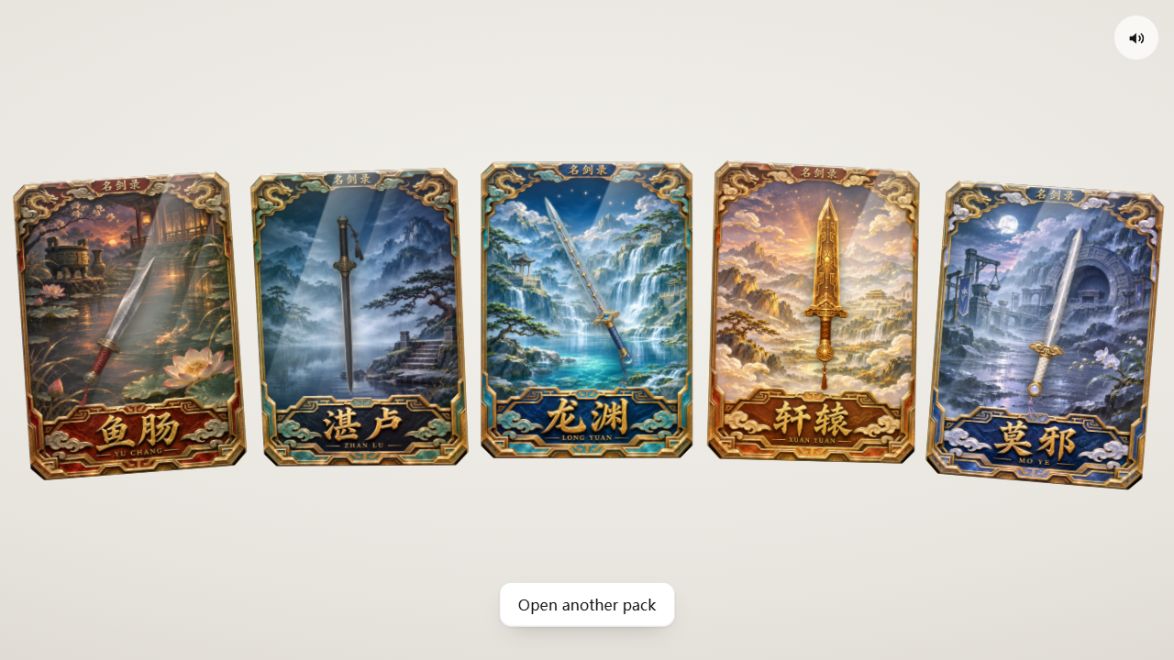 名剑录
鱼肠
YU CHANG
名剑录
湛卢
ZHAN LU
名剑录
龙渊
LONG YUAN
名剑录
轩辕
XUAN YUAN
名剑录
莫邪
MO YE
Open another pack